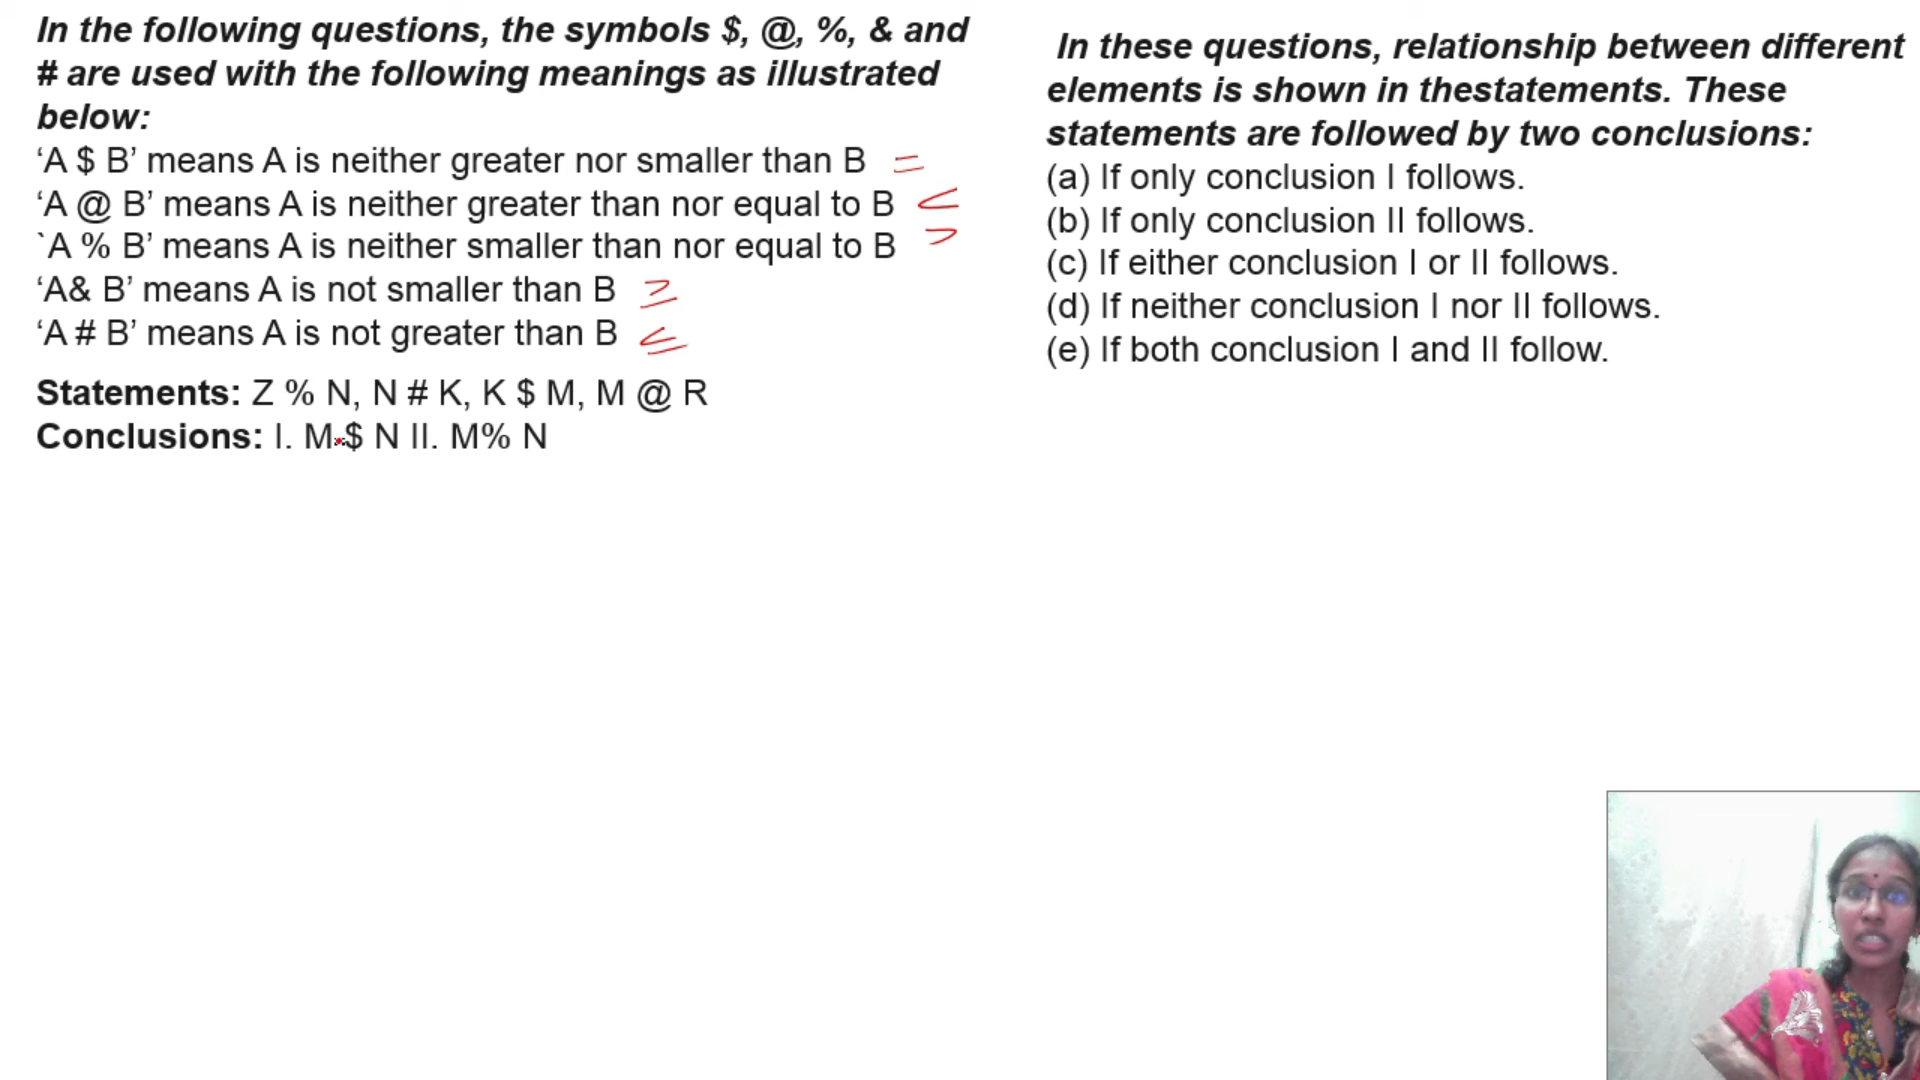 In the following questions, the symbols $, @, %, & and
# are used with the following meanings as illustrated
below:
‘A $ B’ means A is neither greater nor smaller than B =
‘A @ B’ means A is neither greater than nor equal to B <
`A % B’ means A is neither smaller than nor equal to B >
‘A& B’ means A is not smaller than B ≥
‘A # B’ means A is not greater than B ≤
Statements: Z % N, N # K, K $ M, M @ R
Conclusions: I. M $ N II. M% N
In these questions, relationship between different
elements is shown in thestatements. These
statements are followed by two conclusions:
(a) If only conclusion I follows.
(b) If only conclusion II follows.
(c) If either conclusion I or II follows.
(d) If neither conclusion I nor II follows.
(e) If both conclusion I and II follow.